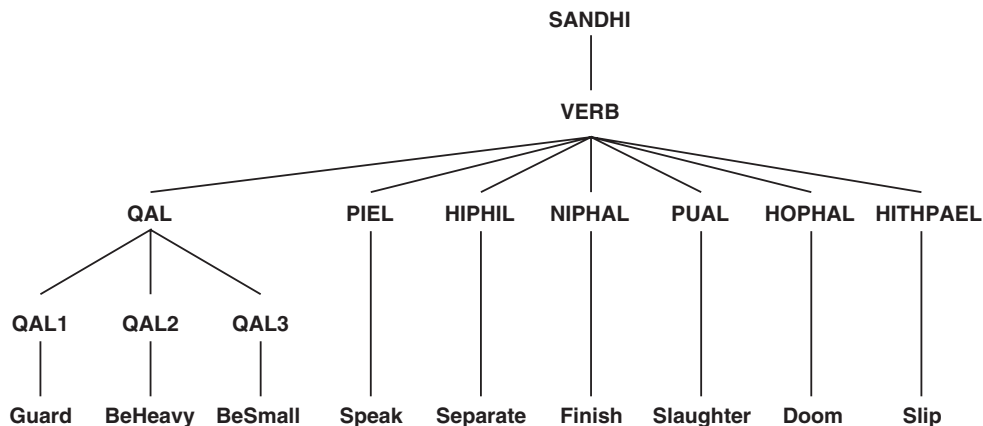 SANDHI
VERB
QAL PIEL HIPHIL NIPHAL PUAL HOPHAL HITHPAEL
QAL1 QAL2 QAL3
Guard BeHeavy BeSmall Speak Separate Finish Slaughter Doom Slip